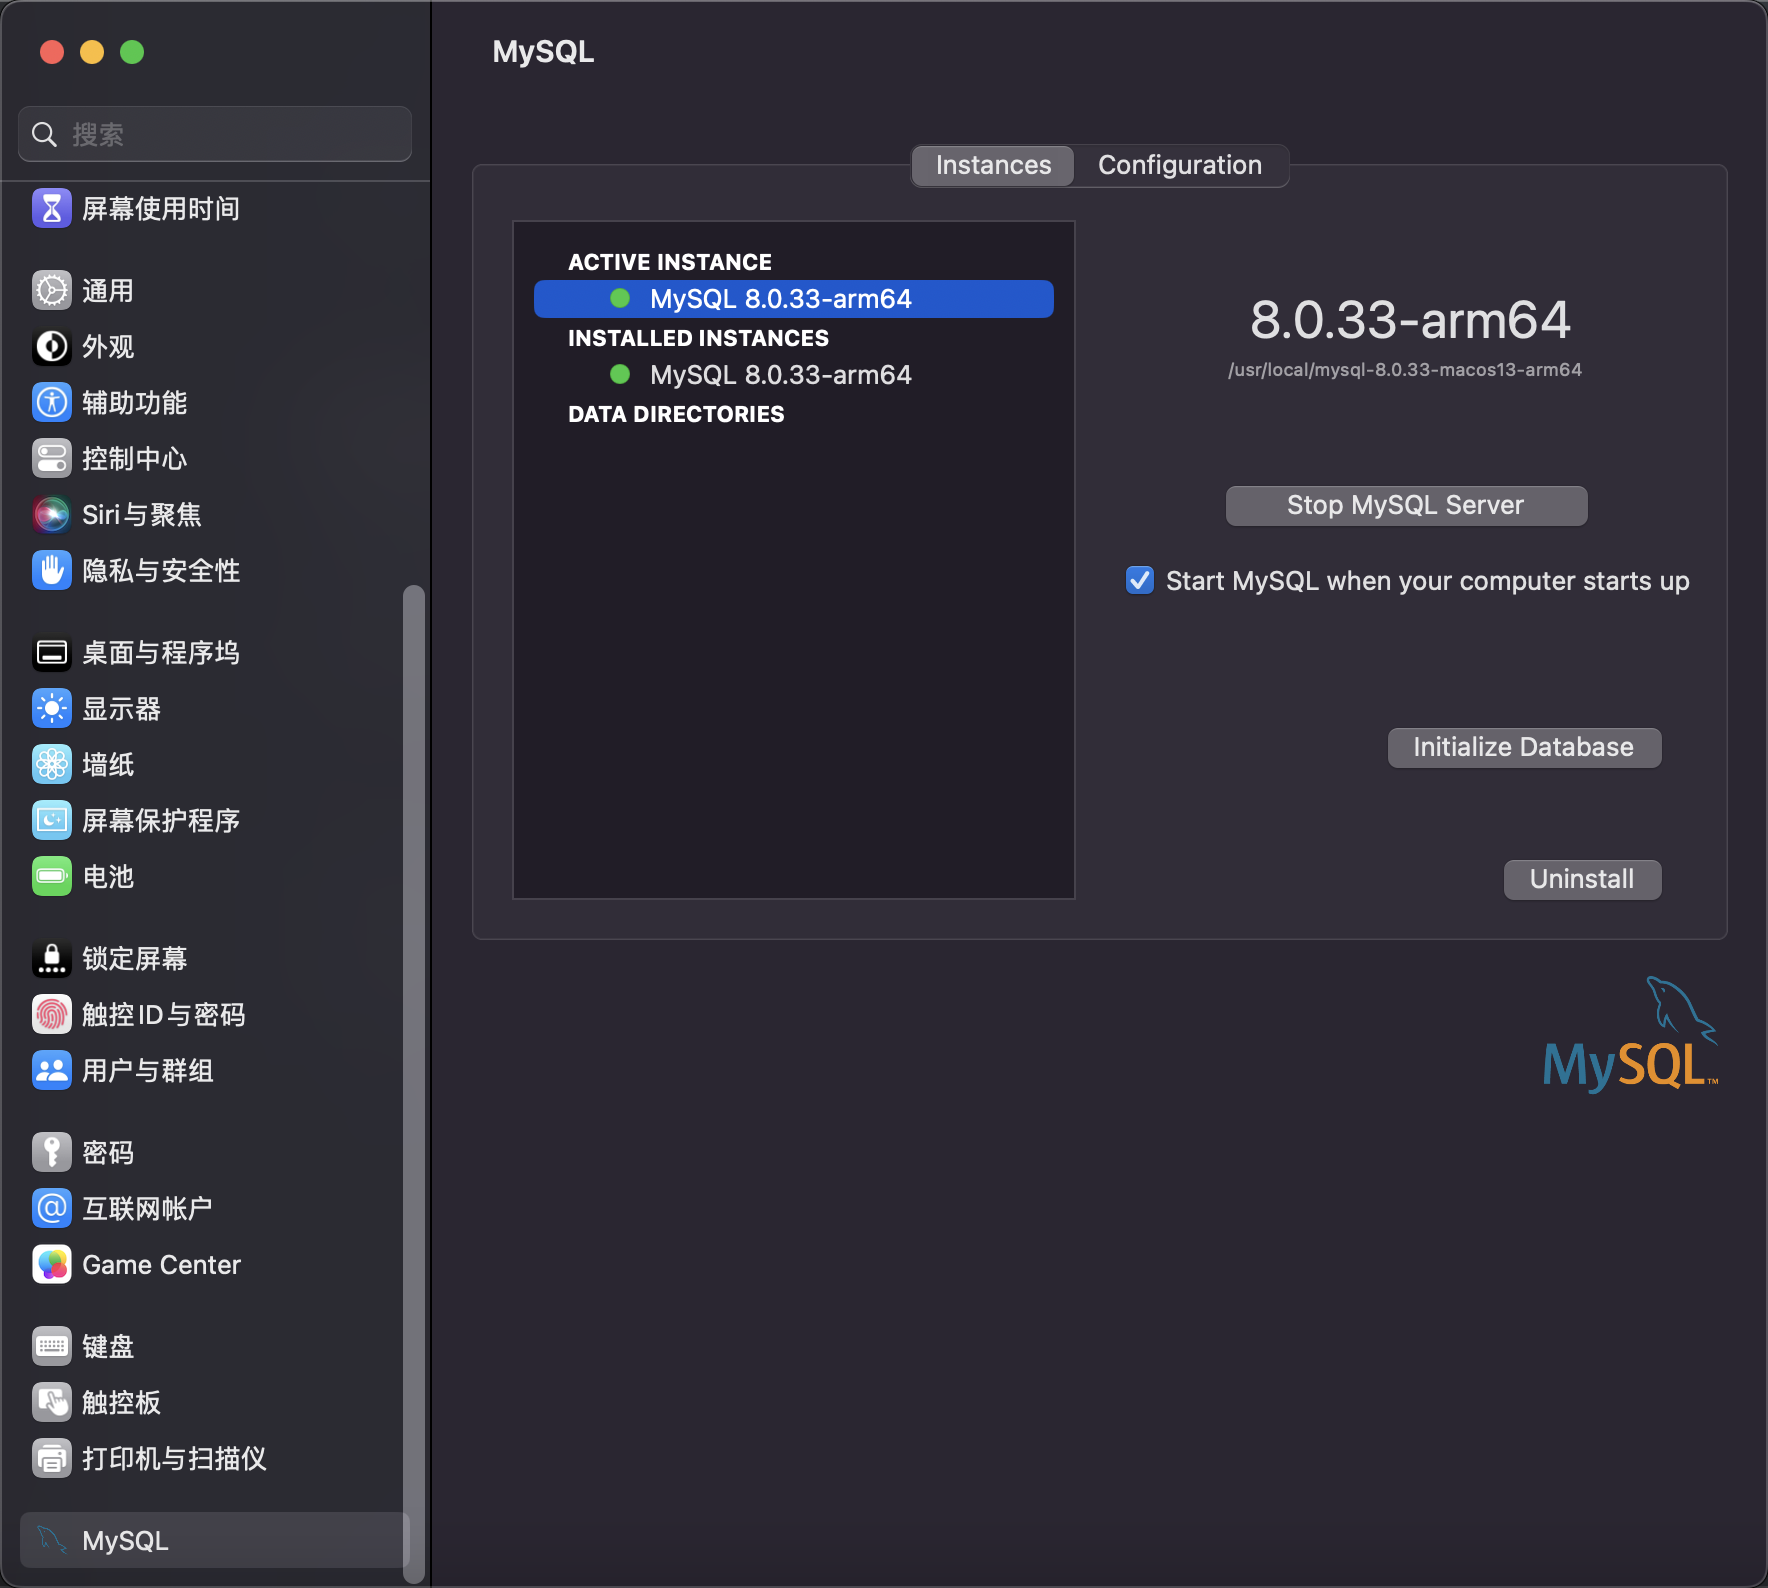 搜索
屏幕使用时间
通用
外观
辅助功能
控制中心
Siri与聚焦
隐私与安全性
桌面与程序坞
显示器
墙纸
屏幕保护程序
电池
锁定屏幕
触控ID与密码
用户与群组
密码
互联网帐户
Game Center
键盘
触控板
打印机与扫描仪
MySQL
MySQL
Instances
Configuration
ACTIVE INSTANCE
MySQL 8.0.33-arm64
INSTALLED INSTANCES
MySQL 8.0.33-arm64
DATA DIRECTORIES
8.0.33-arm64
/usr/local/mysql-8.0.33-macos13-arm64
Stop MySQL Server
Start MySQL when your computer starts up
Initialize Database
Uninstall
MySQL™